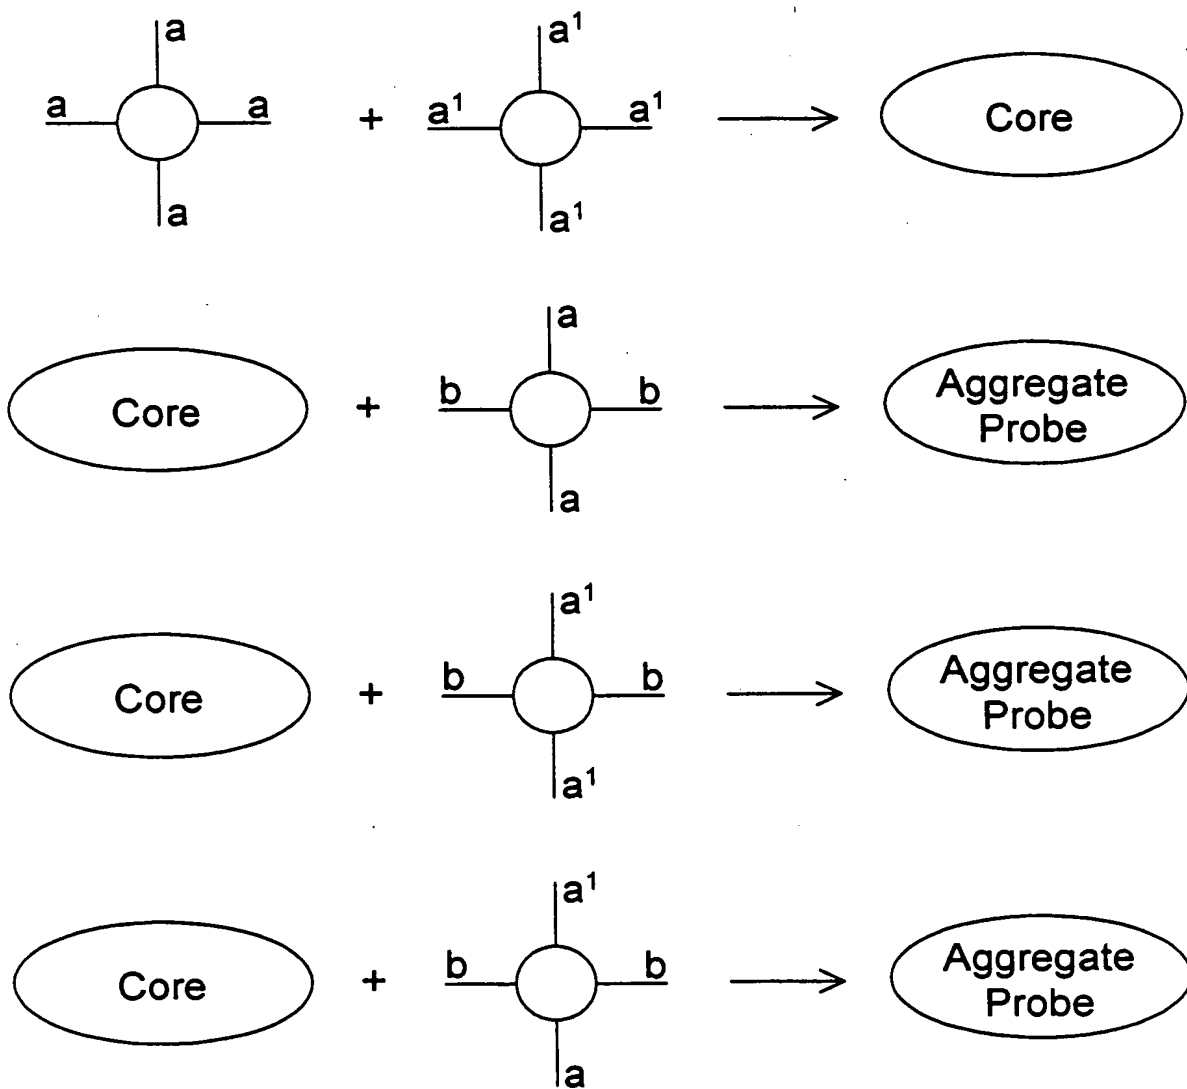 a
a a + a¹ a¹ → Core
a¹
a
a¹
a
Core + b b → Aggregate
Probe
a
a¹
Core + b b → Aggregate
Probe
a¹
a¹
Core + b b → Aggregate
Probe
a